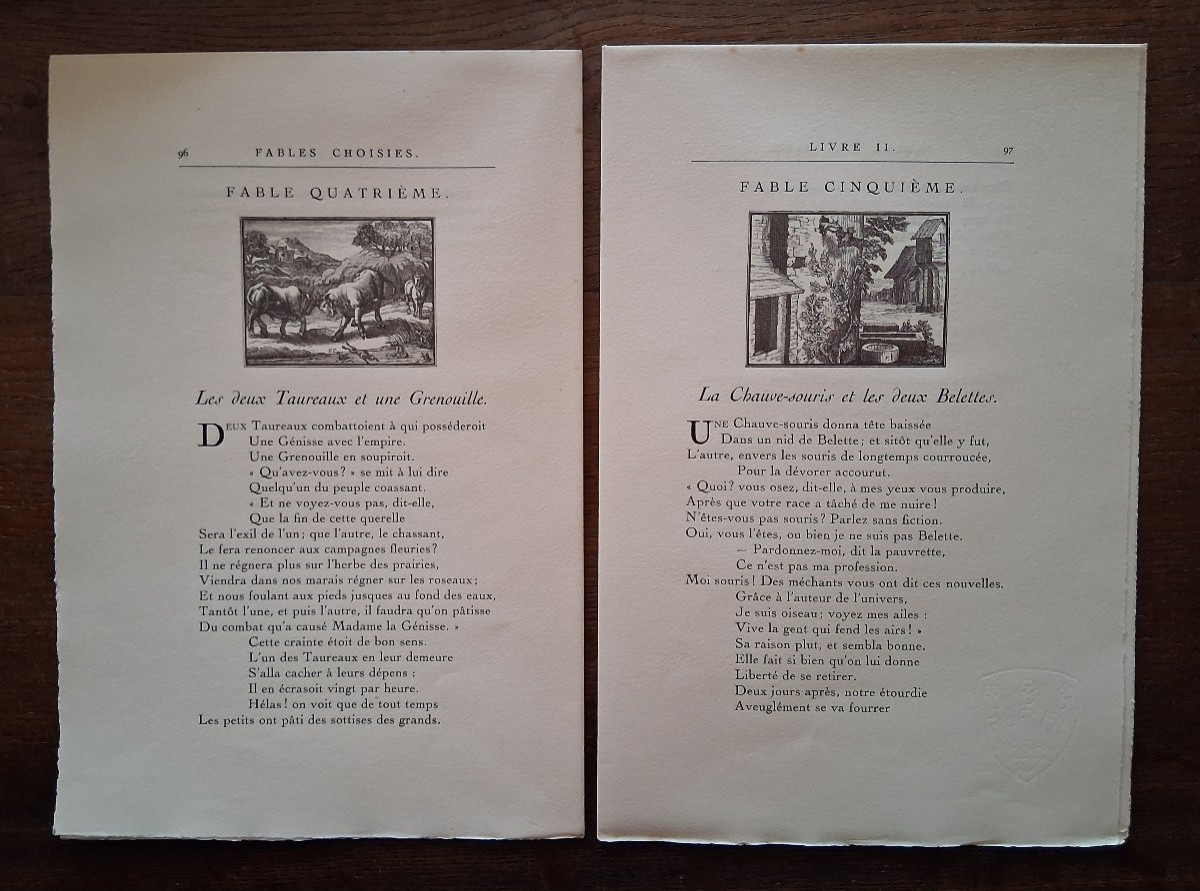 96 FABLES CHOISIES.
FABLE QUATRIÈME.
Les deux Taureaux et une Grenouille.
DEUX Taureaux combattoient à qui posséderoit
Une Génisse avec l'empire.
Une Grenouille en soupiroit.
« Qu'avez-vous? » se mit à lui dire
Quelqu'un du peuple coassant.
« Et ne voyez-vous pas, dit-elle,
Que la fin de cette querelle
Sera l'exil de l'un; que l'autre, le chassant,
Le fera renoncer aux campagnes fleuries?
Il ne régnera plus sur l'herbe des prairies,
Viendra dans nos marais régner sur les roseaux;
Et nous foulant aux pieds jusques au fond des eaux,
Tantôt l'une, et puis l'autre, il faudra qu'on pâtisse
Du combat qu'a causé Madame la Génisse. »
Cette crainte étoit de bon sens.
L'un des Taureaux en leur demeure
S'alla cacher à leurs dépens :
Il en écrasoit vingt par heure.
Hélas! on voit que de tout temps
Les petits ont pâti des sottises des grands.
LIVRE II. 97
FABLE CINQUIÈME.
La Chauve-souris et les deux Belettes.
UNE Chauve-souris donna tête baissée
Dans un nid de Belette; et sitôt qu'elle y fut,
L'autre, envers les souris de longtemps courroucée,
Pour la dévorer accourut.
« Quoi? vous osez, dit-elle, à mes yeux vous produire,
Après que votre race a tâché de me nuire!
N'êtes-vous pas souris? Parlez sans fiction.
Oui, vous l'êtes, ou bien je ne suis pas Belette.
— Pardonnez-moi, dit la pauvrette,
Ce n'est pas ma profession.
Moi souris! Des méchants vous ont dit ces nouvelles.
Grâce à l'auteur de l'univers,
Je suis oiseau; voyez mes ailes :
Vive la gent qui fend les airs! »
Sa raison plut, et sembla bonne.
Elle fait si bien qu'on lui donne
Liberté de se retirer.
Deux jours après, notre étourdie
Aveuglément se va fourrer